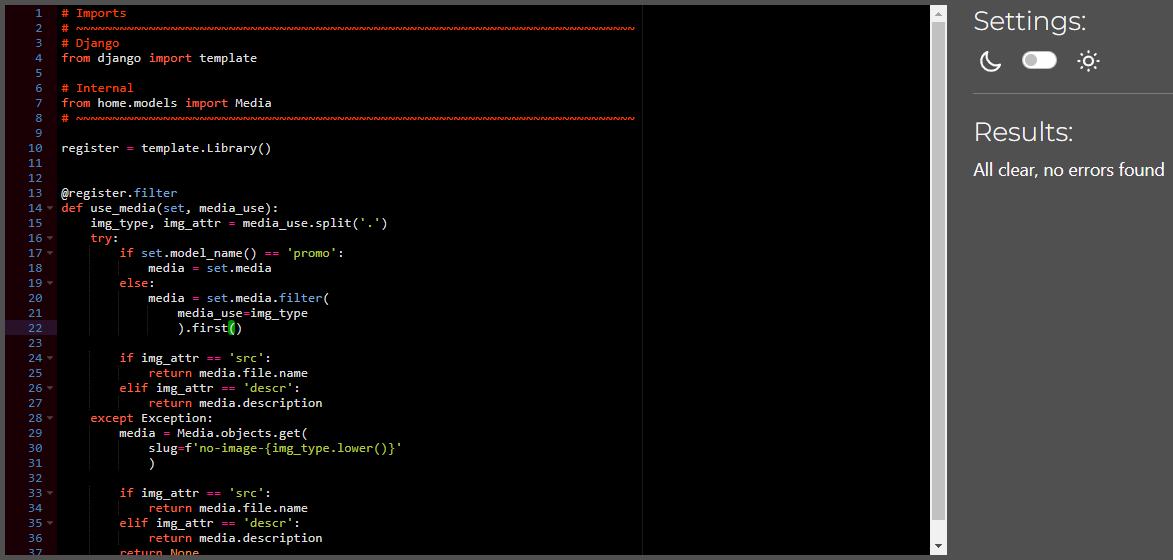 1 # Imports
2 # ~~~~~~~~~~~~~~~~~~~~~~~~~~~~~~~~~~~~~~~~~~~~~~~~~~~~~~~~~~~~~~~~~~~~~~~~~~~~~
3 # Django
4 from django import template
5
6 # Internal
7 from home.models import Media
8 # ~~~~~~~~~~~~~~~~~~~~~~~~~~~~~~~~~~~~~~~~~~~~~~~~~~~~~~~~~~~~~~~~~~~~~~~~~~~~~
9
10 register = template.Library()
11
12
13 @register.filter
14 def use_media(set, media_use):
15     img_type, img_attr = media_use.split('.')
16     try:
17         if set.model_name() == 'promo':
18             media = set.media
19         else:
20             media = set.media.filter(
21                 media_use=img_type
22                 ).first()
23
24         if img_attr == 'src':
25             return media.file.name
26         elif img_attr == 'descr':
27             return media.description
28     except Exception:
29         media = Media.objects.get(
30             slug=f'no-image-{img_type.lower()}'
31             )
32
33         if img_attr == 'src':
34             return media.file.name
35         elif img_attr == 'descr':
36             return media.description
37         return None
Settings:
Results:
All clear, no errors found